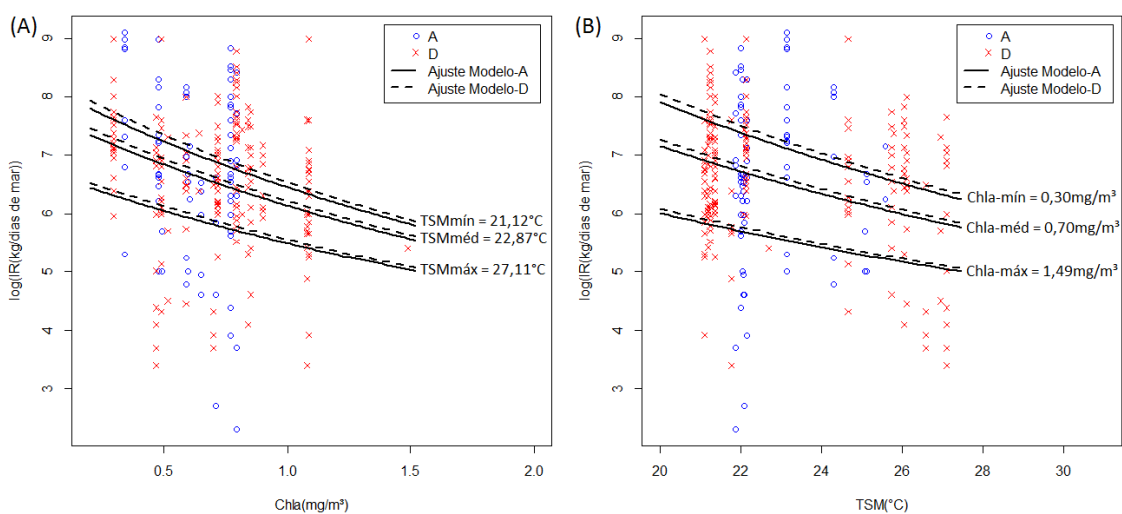 (A)
A
D
Ajuste Modelo-A
Ajuste Modelo-D
TSMmín = 21,12°C
TSMméd = 22,87°C
TSMmáx = 27,11°C
log(IR(kg/dias de mar))
3
4
5
6
7
8
9
0.5
1.0
1.5
2.0
Chla(mg/m³)
(B)
A
D
Ajuste Modelo-A
Ajuste Modelo-D
Chla-mín = 0,30mg/m³
Chla-méd = 0,70mg/m³
Chla-máx = 1,49mg/m³
log(IR(kg/dias de mar))
3
4
5
6
7
8
9
20
22
24
26
28
30
TSM(°C)